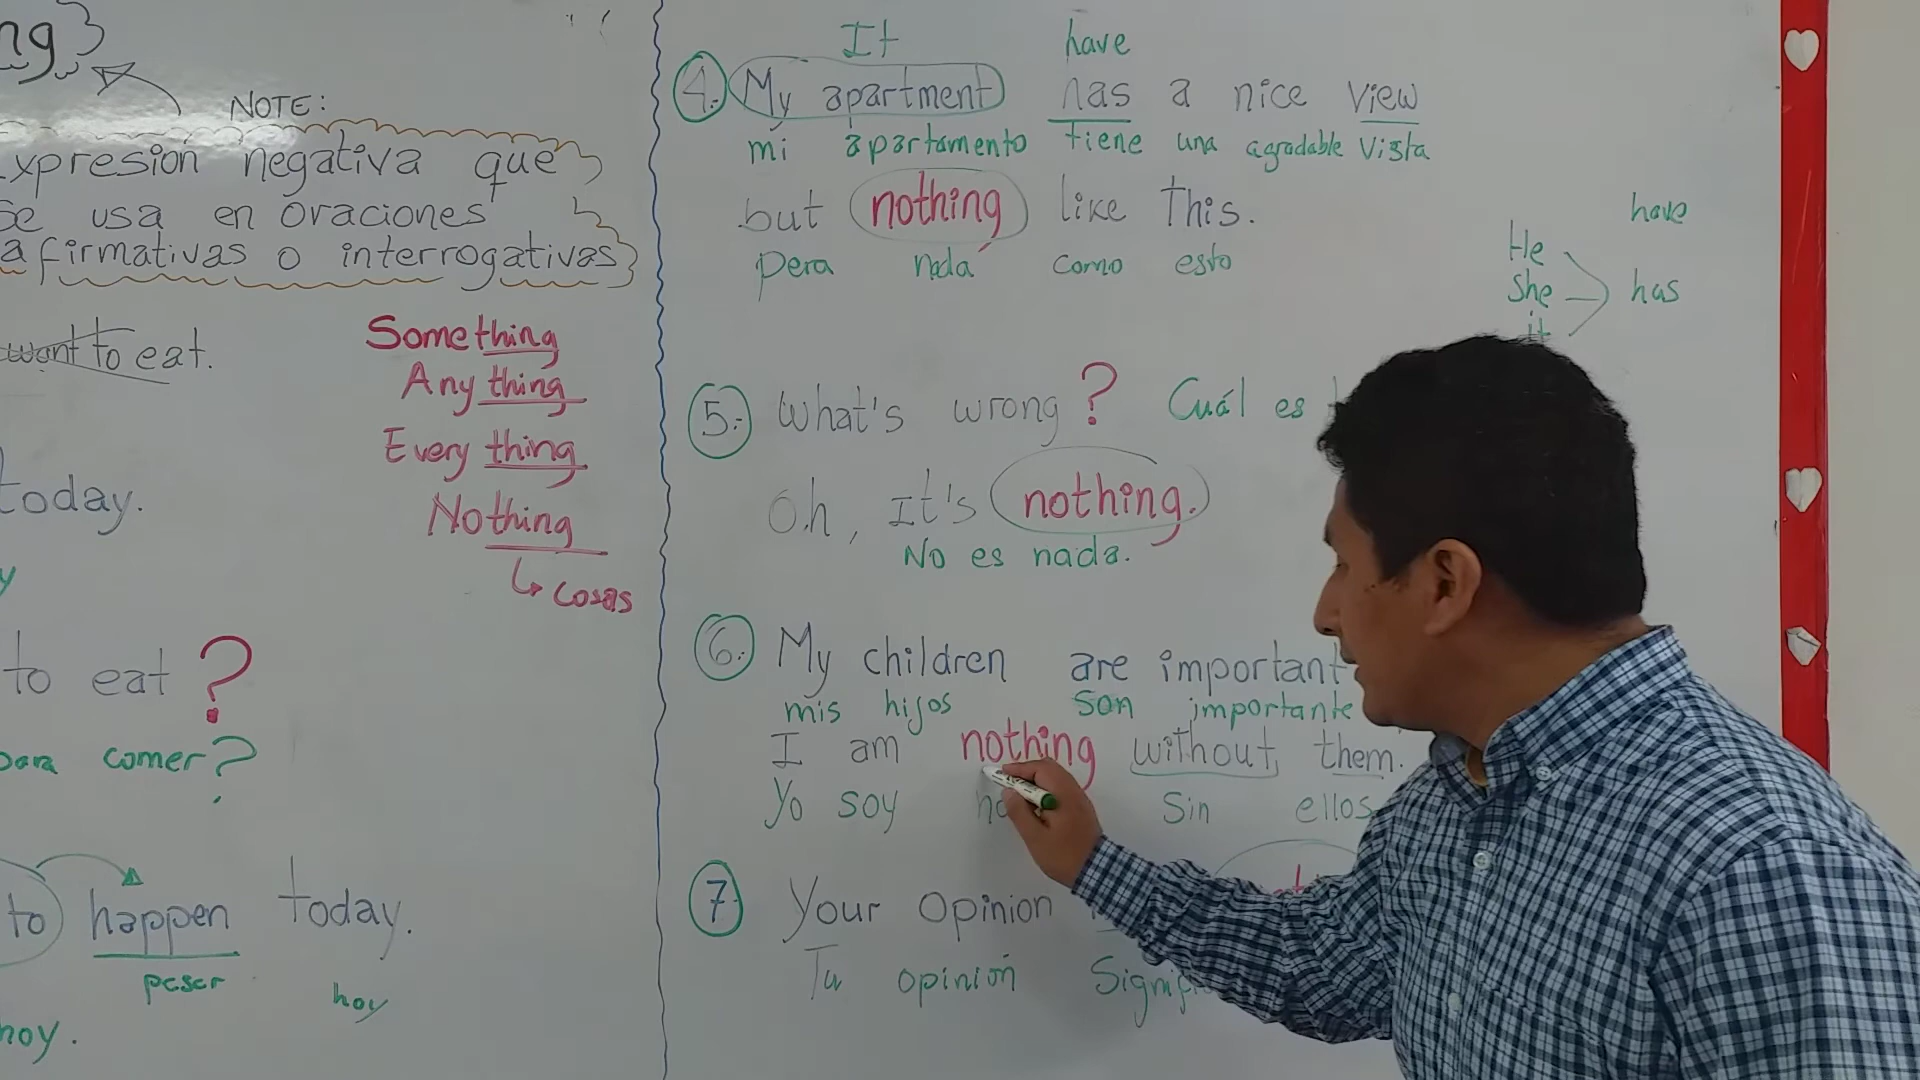 ng
NOTE:
xpresión negativa que
se usa en oraciones
afirmativas o interrogativas
want to eat.
Something
Any thing
Every thing
Nothing
↳ cosas
today.
y
to eat ?
para comer?
to happen today.
pasar hoy
hoy.
It have
4. My apartment has a nice view
mi apartamento tiene una agradable vista
but nothing like this.
pera nada como esto
have
He
She has
it
5.- What's wrong ? Cuál es
Oh, It's nothing.
No es nada.
6. My children are important
mis hijos son importante
I am nothing without them.
Yo soy sin ellos
7 Your opinion
Tu opinión